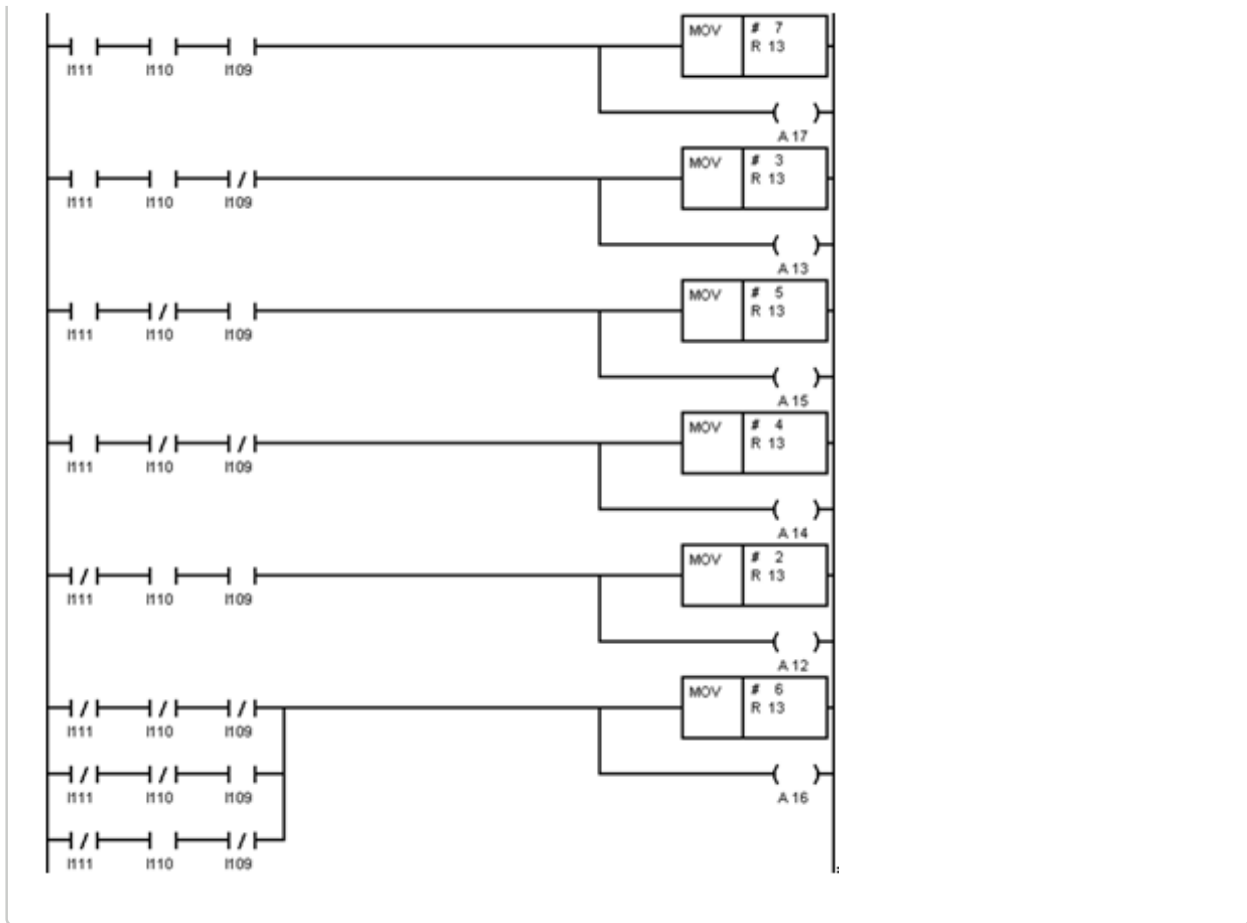 MOV # 7
R 13
I111 I110 I109
A 17
MOV # 3
R 13
I111 I110 I109
A 13
MOV # 5
R 13
I111 I110 I109
A 15
MOV # 4
R 13
I111 I110 I109
A 14
MOV # 2
R 13
I111 I110 I109
A 12
MOV # 6
R 13
I111 I110 I109
I111 I110 I109
A 16
I111 I110 I109